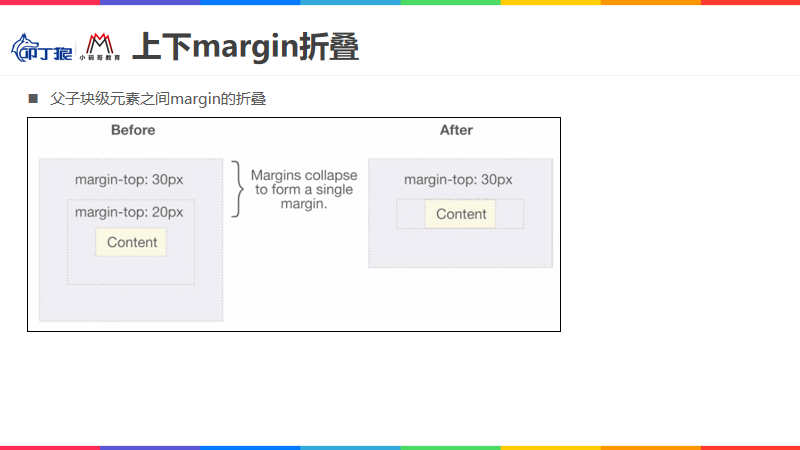 叩丁狼
小码哥教育
上下margin折叠
父子块级元素之间margin的折叠
Before
After
margin-top: 30px
margin-top: 20px
Content
Margins collapse
to form a single
margin.
margin-top: 30px
Content